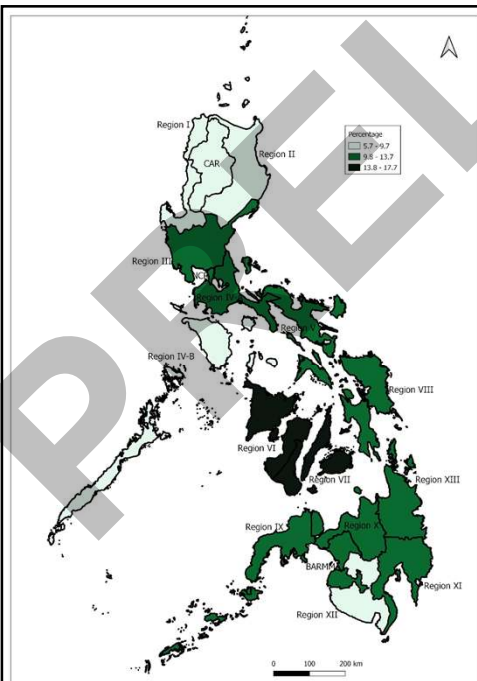 Region I
CAR
Region II
Percentage
5.7 - 9.7
9.8 - 13.7
13.8 - 17.7
Region III
Region IV-
Region V
Region IV-B
Region VIII
Region VI
Region VII
Region XIII
Region IX
Region X
BARMM
Region XI
Region XII
0 100 200 km
PREL